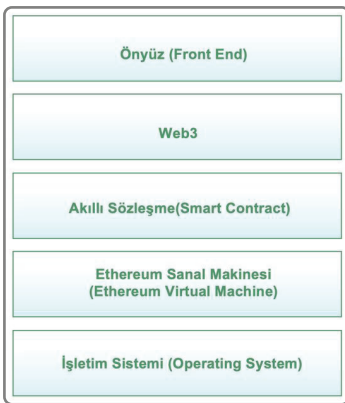 Önyüz (Front End)
Web3
Akıllı Sözleşme(Smart Contract)
Ethereum Sanal Makinesi
(Ethereum Virtual Machine)
İşletim Sistemi (Operating System)